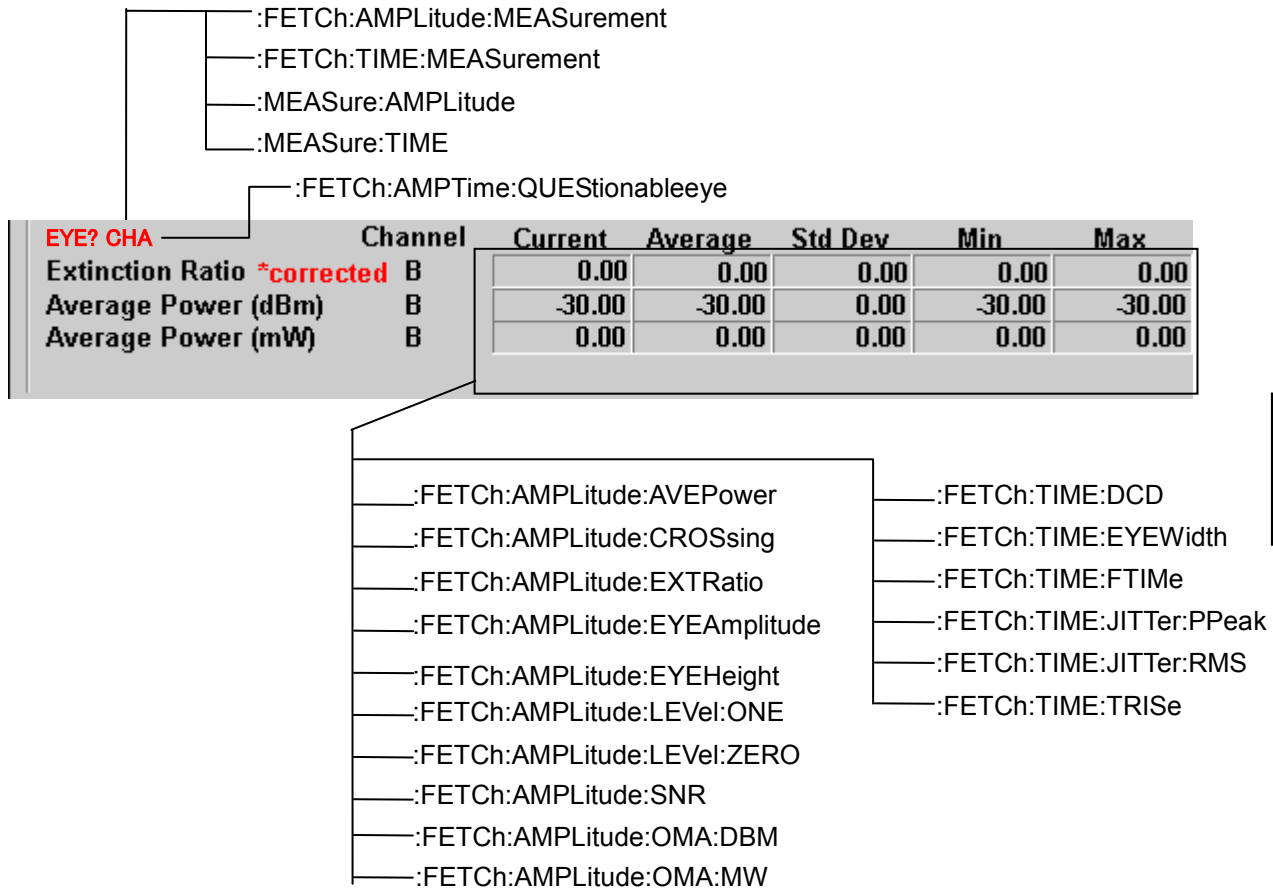 :FETCh:AMPLitude:MEASurement
:FETCh:TIME:MEASurement
:MEASure:AMPLitude
:MEASure:TIME
:FETCh:AMPTime:QUEStionableeye
EYE? CHA Channel Current Average Std Dev Min Max
Extinction Ratio *corrected B 0.00 0.00 0.00 0.00 0.00
Average Power (dBm) B -30.00 -30.00 0.00 -30.00 -30.00
Average Power (mW) B 0.00 0.00 0.00 0.00 0.00
:FETCh:AMPLitude:AVEPower
:FETCh:AMPLitude:CROSsing
:FETCh:AMPLitude:EXTRatio
:FETCh:AMPLitude:EYEAmplitude
:FETCh:AMPLitude:EYEHeight
:FETCh:AMPLitude:LEVel:ONE
:FETCh:AMPLitude:LEVel:ZERO
:FETCh:AMPLitude:SNR
:FETCh:AMPLitude:OMA:DBM
:FETCh:AMPLitude:OMA:MW
:FETCh:TIME:DCD
:FETCh:TIME:EYEWidth
:FETCh:TIME:FTIMe
:FETCh:TIME:JITTer:PPeak
:FETCh:TIME:JITTer:RMS
:FETCh:TIME:TRISe